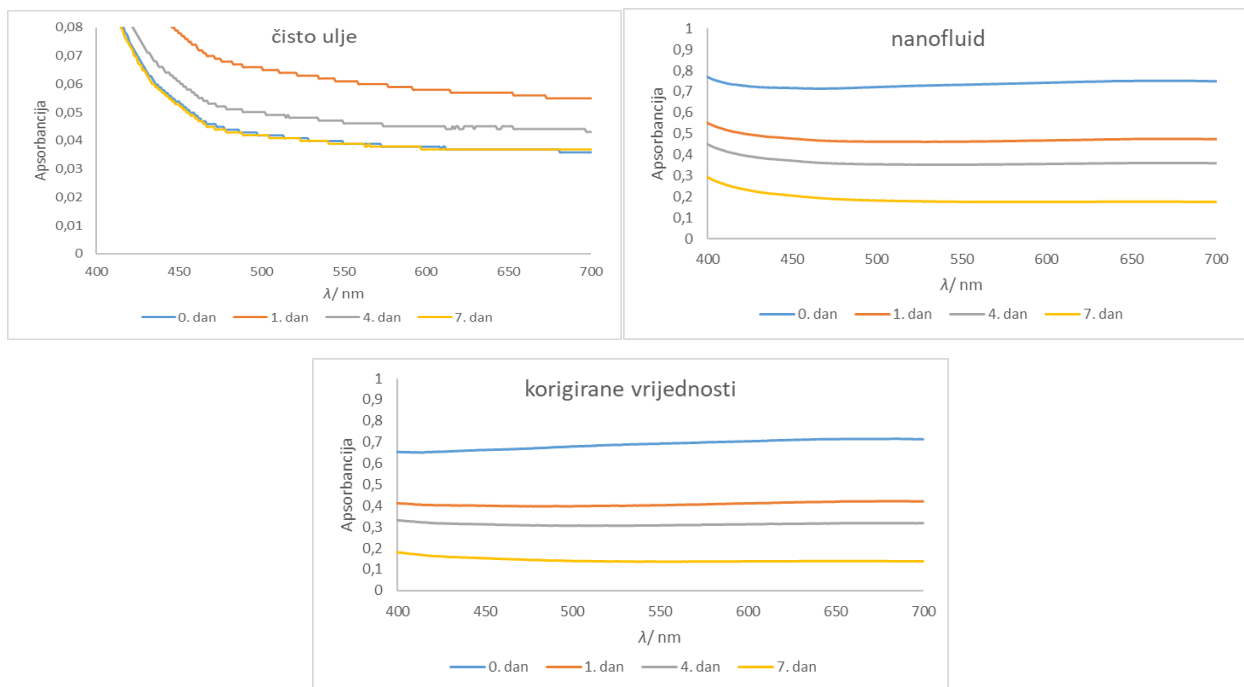 čisto ulje
Apsorbancija
0,08
0,07
0,06
0,05
0,04
0,03
0,02
0,01
0
400 450 500 550 600 650 700
λ/ nm
0. dan 1. dan 4. dan 7. dan
nanofluid
Apsorbancija
1
0,9
0,8
0,7
0,6
0,5
0,4
0,3
0,2
0,1
0
400 450 500 550 600 650 700
λ/ nm
0. dan 1. dan 4. dan 7. dan
korigirane vrijednosti
Apsorbancija
1
0,9
0,8
0,7
0,6
0,5
0,4
0,3
0,2
0,1
0
400 450 500 550 600 650 700
λ/ nm
0. dan 1. dan 4. dan 7. dan